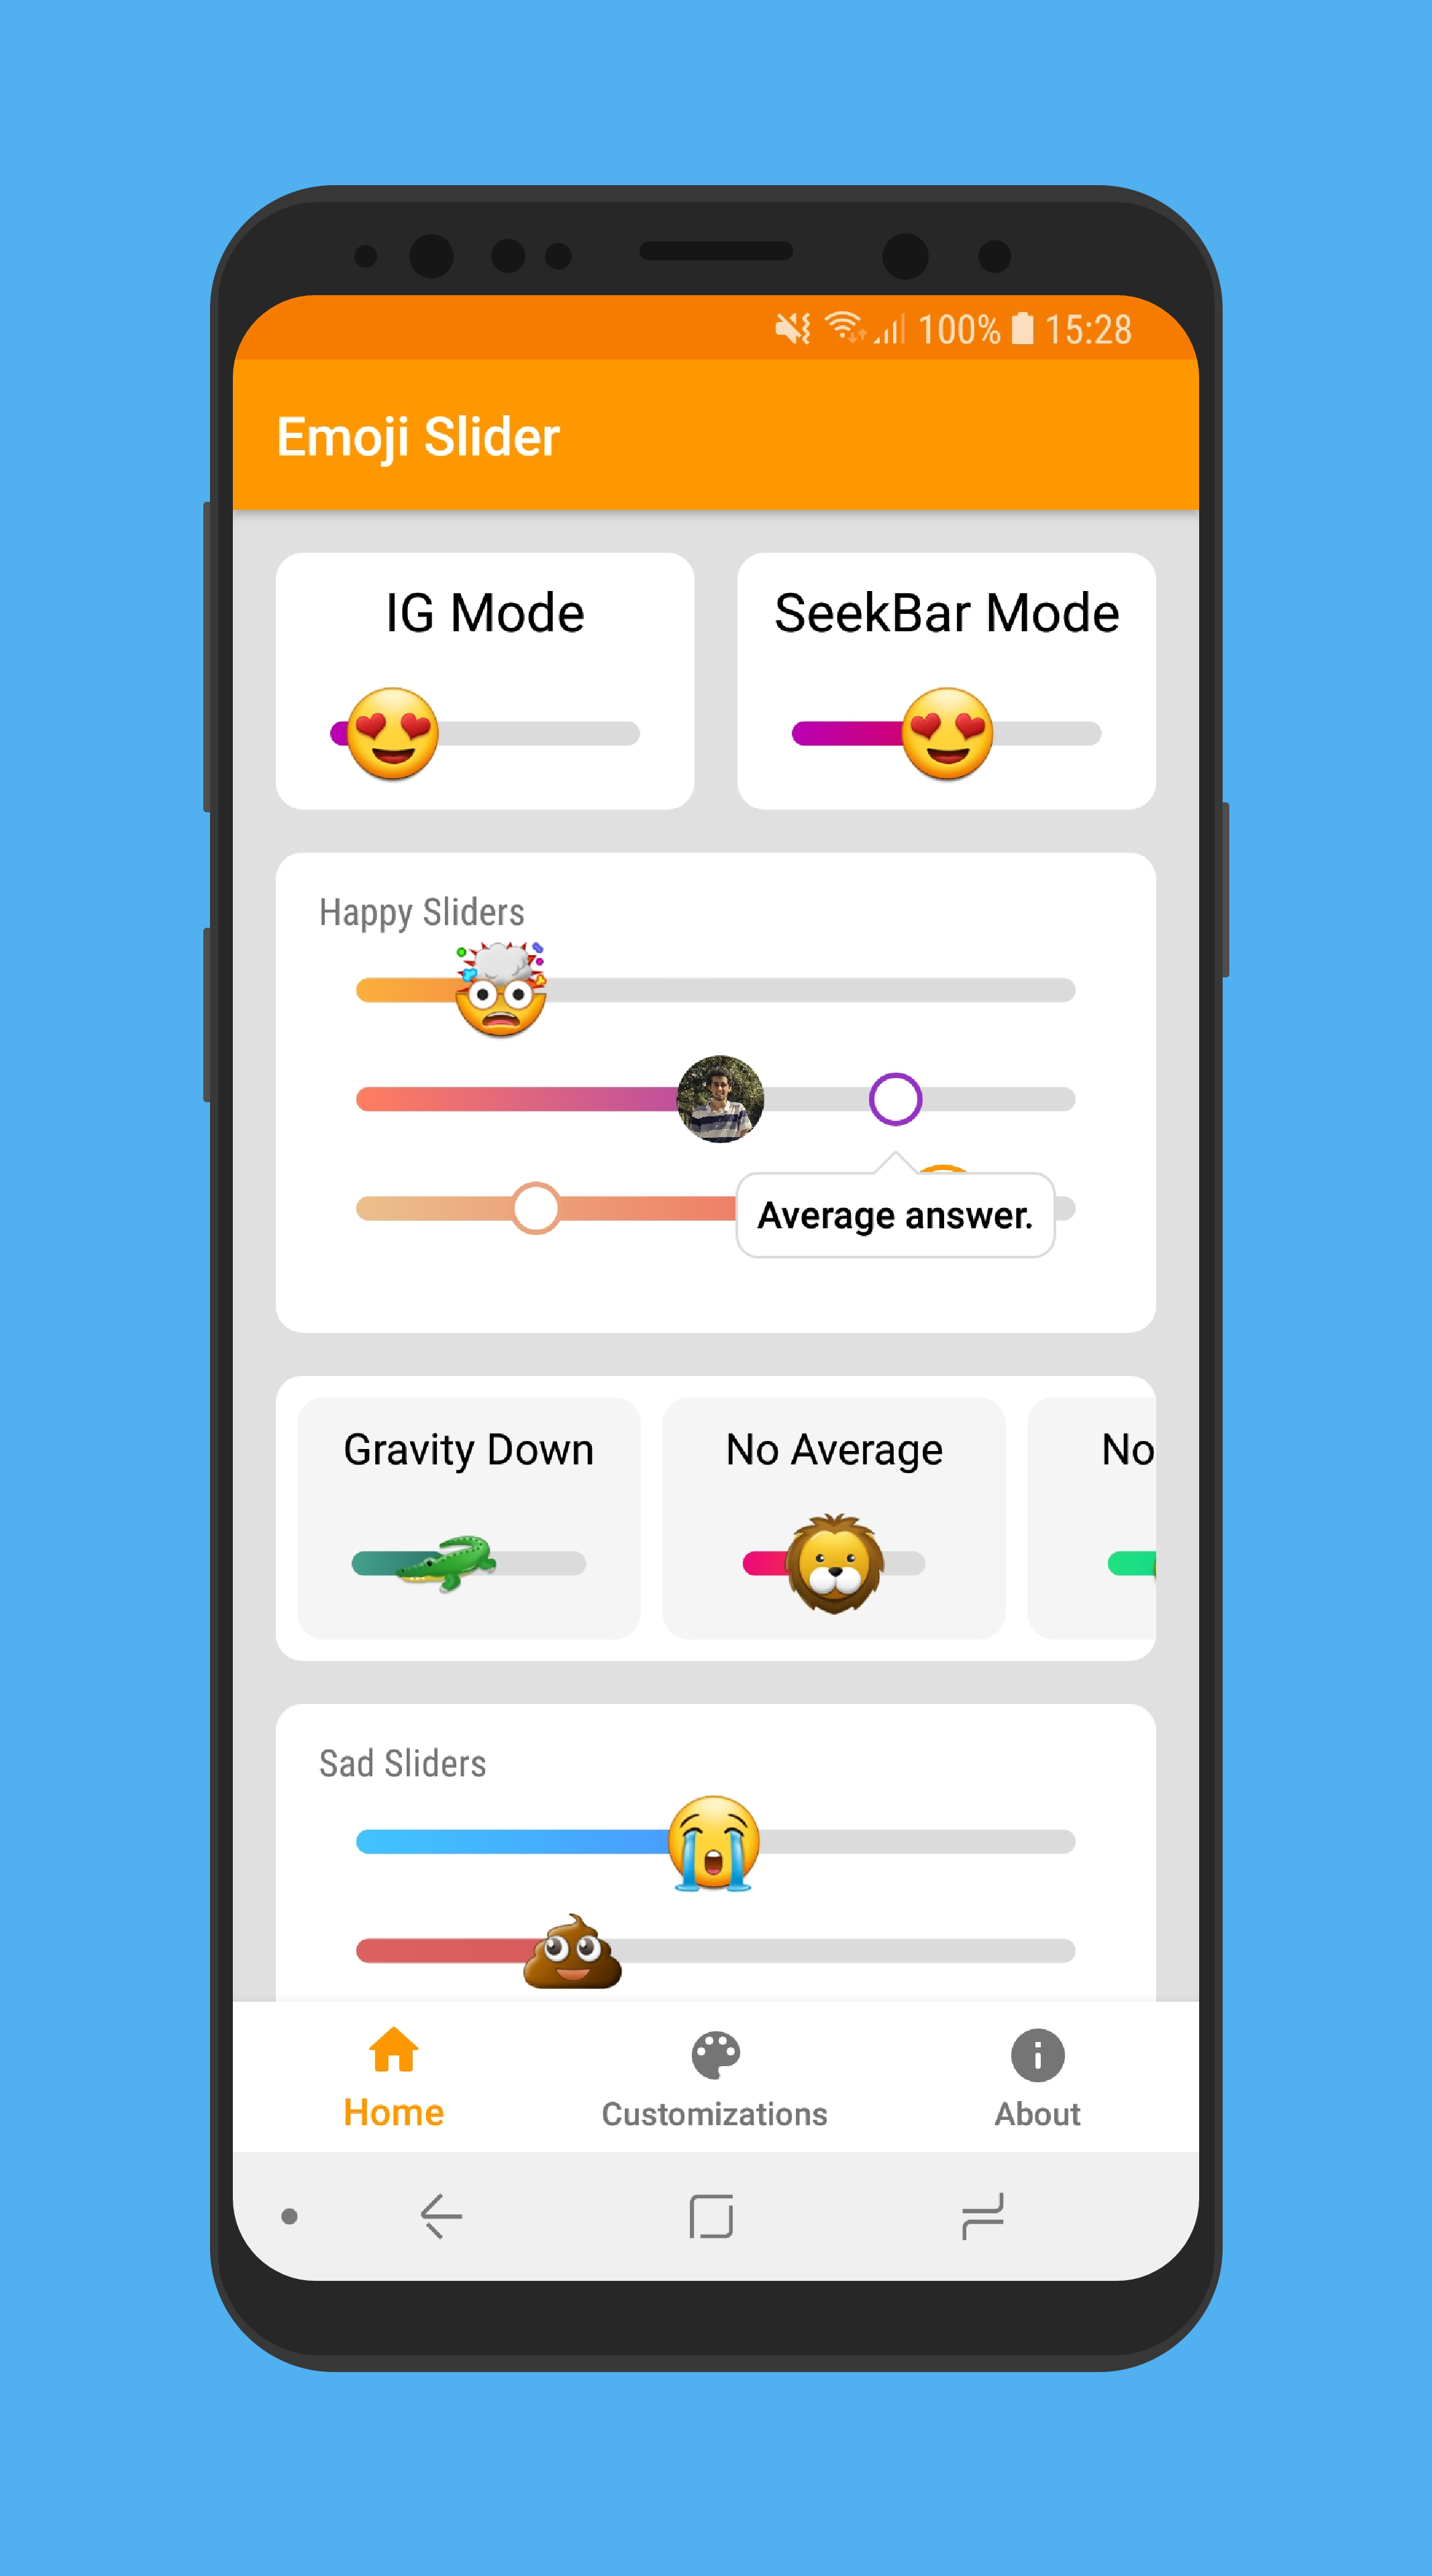 100% 15:28
Emoji Slider
IG Mode
SeekBar Mode
Happy Sliders
Average answer.
Gravity Down
No Average
No
Sad Sliders
Home
Customizations
About